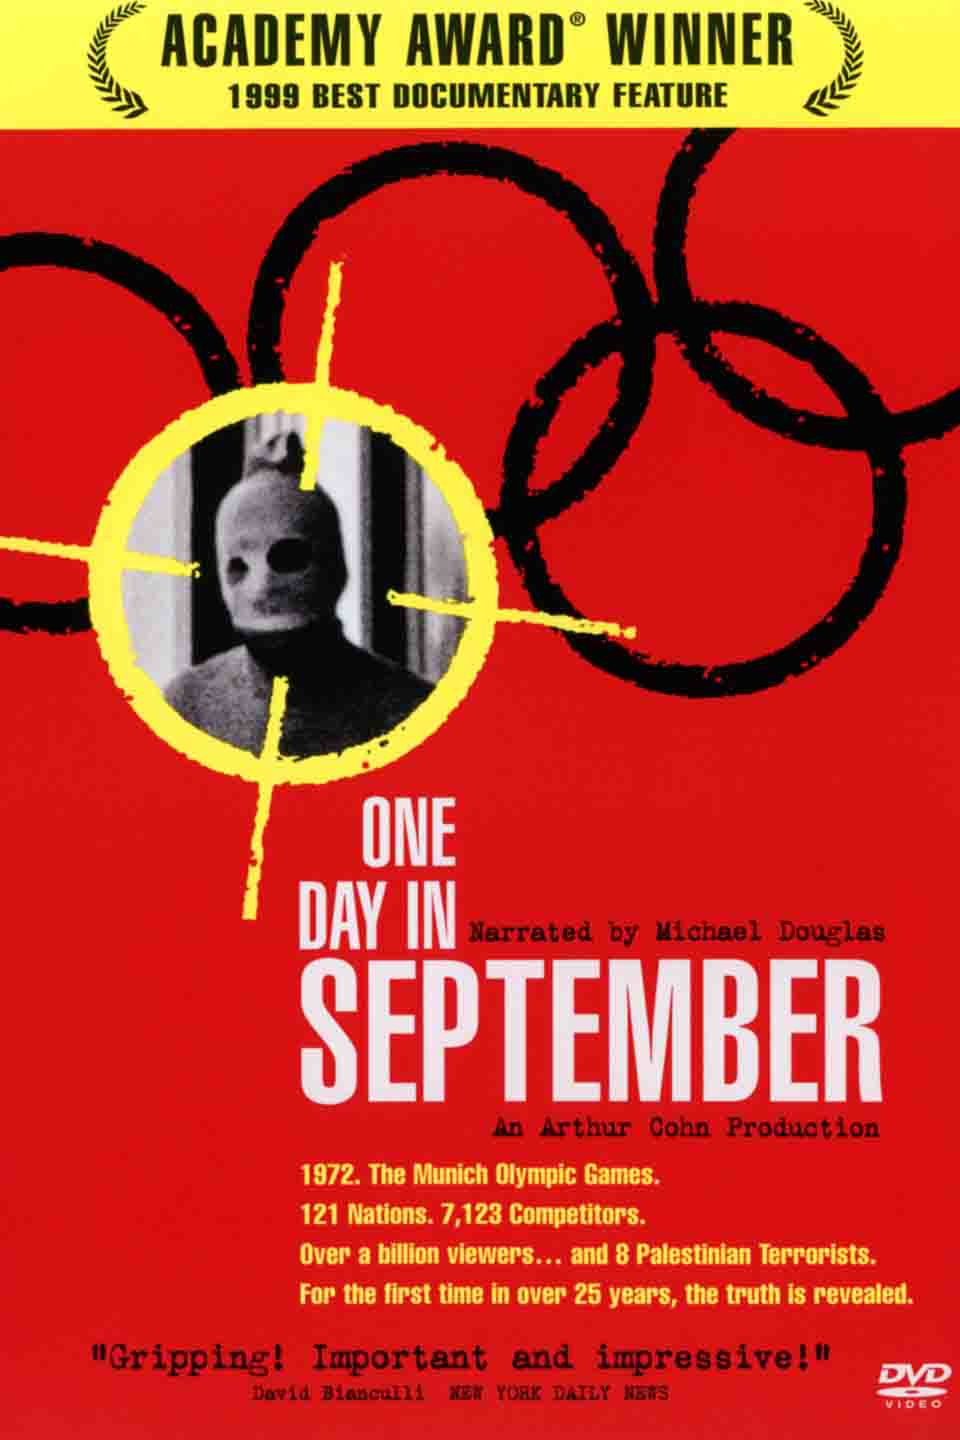 ACADEMY AWARD® WINNER
1999 BEST DOCUMENTARY FEATURE
ONE
DAY IN
Narrated by Michael Douglas
SEPTEMBER
An Arthur Cohn Production
1972. The Munich Olympic Games.
121 Nations. 7,123 Competitors.
Over a billion viewers... and 8 Palestinian Terrorists.
For the first time in over 25 years, the truth is revealed.
"Gripping! Important and impressive!"
David Bianculli NEW YORK DAILY NEWS
DVD
VIDEO